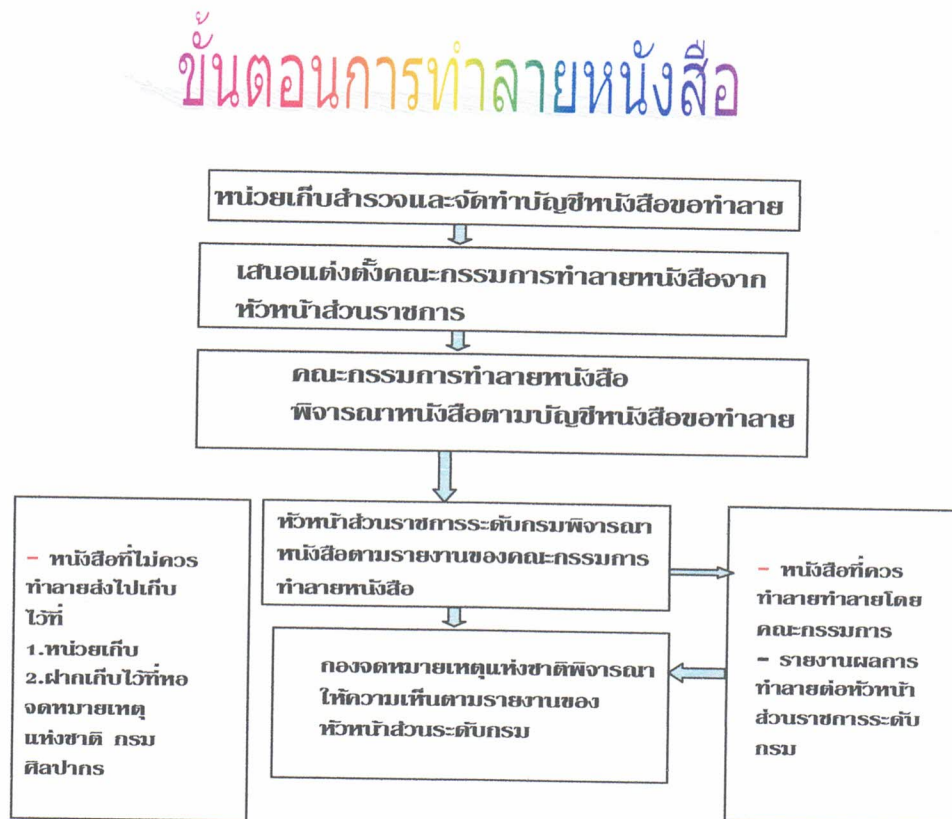 ขั้นตอนการทำลายหนังสือ
หน่วยเก็บสำรวจและจัดทำบัญชีหนังสือขอทำลาย
เสนอแต่งตั้งคณะกรรมการทำลายหนังสือจาก
หัวหน้าส่วนราชการ
คณะกรรมการทำลายหนังสือ
พิจารณาหนังสือตามบัญชีหนังสือขอทำลาย
หัวหน้าส่วนราชการระดับกรมพิจารณา
หนังสือตามรายงานของคณะกรรมการ
ทำลายหนังสือ
- หนังสือที่ไม่ควร
ทำลายส่งไปเก็บ
ไว้ที่
1.หน่วยเก็บ
2.ฝากเก็บไว้ที่หอ
จดหมายเหตุ
แห่งชาติ กรม
ศิลปากร
กองจดหมายเหตุแห่งชาติพิจารณา
ให้ความเห็นตามรายงานของ
หัวหน้าส่วนระดับกรม
- หนังสือที่ควร
ทำลายทำลายโดย
คณะกรรมการ
- รายงานผลการ
ทำลายต่อหัวหน้า
ส่วนราชการระดับ
กรม